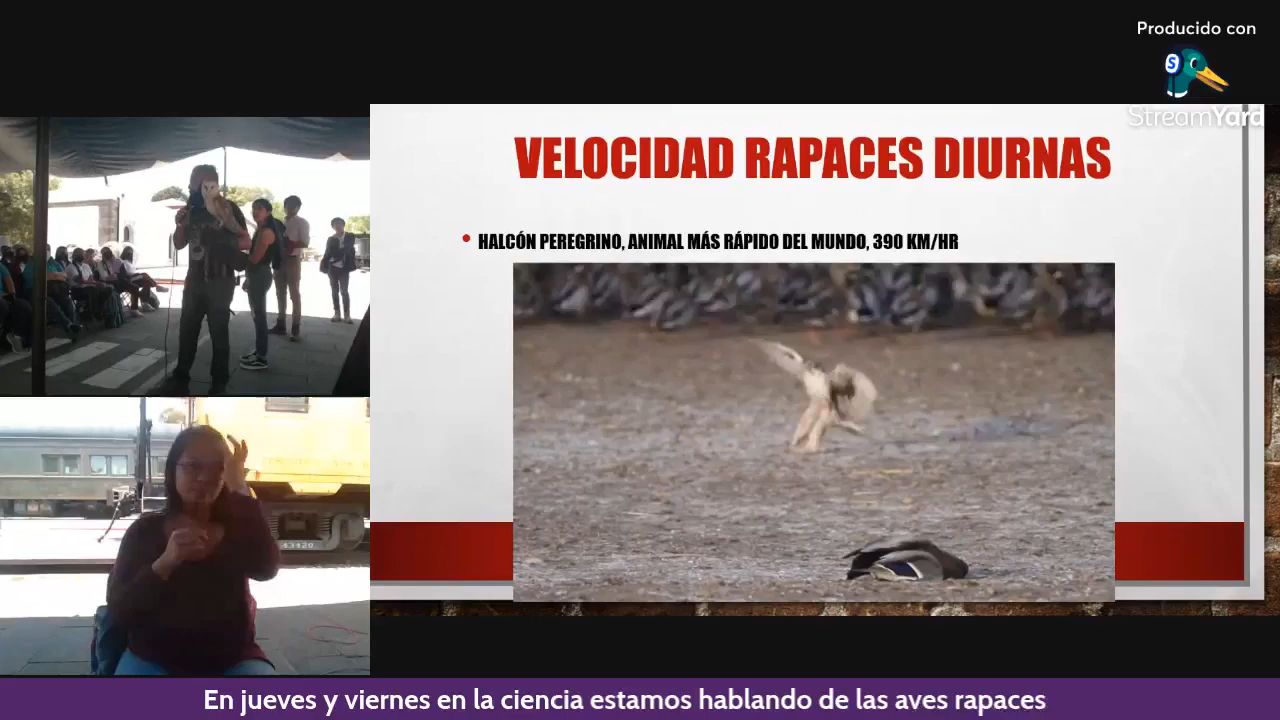 Producido con
S
StreamYard
VELOCIDAD RAPACES DIURNAS
HALCÓN PEREGRINO, ANIMAL MÁS RÁPIDO DEL MUNDO, 390 KM/HR
43420
En jueves y viernes en la ciencia estamos hablando de las aves rapaces